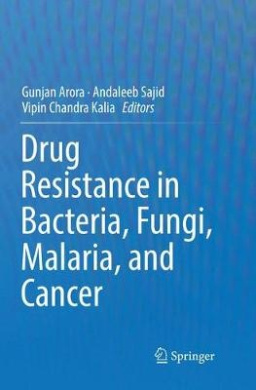 Gunjan Arora · Andaleeb Sajid
Vipin Chandra Kalia Editors
Drug
Resistance in
Bacteria, Fungi,
Malaria, and
Cancer
Springer